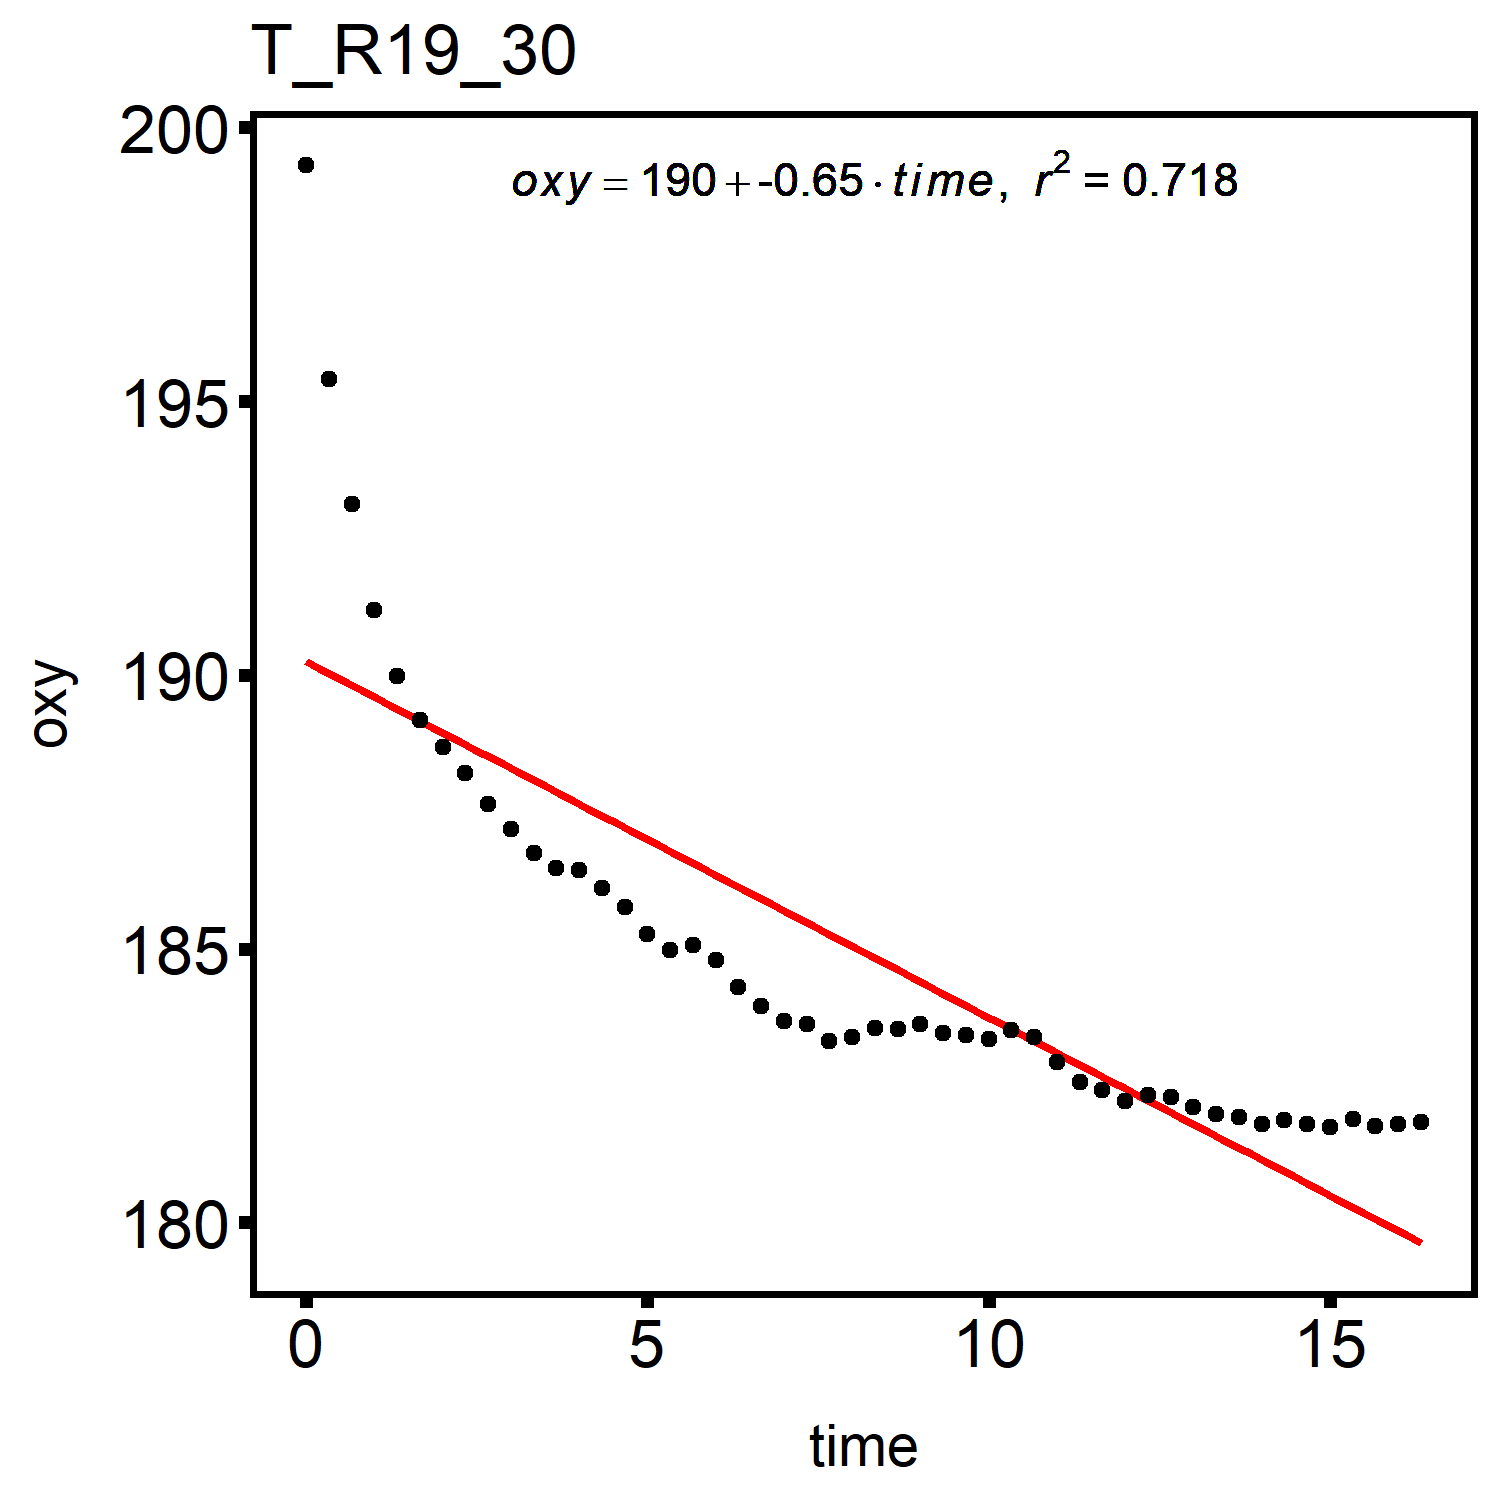 T_R19_30
oxy = 190 + -0.65 · time, r² = 0.718
200
195
190
185
180
oxy
0 5 10 15
time